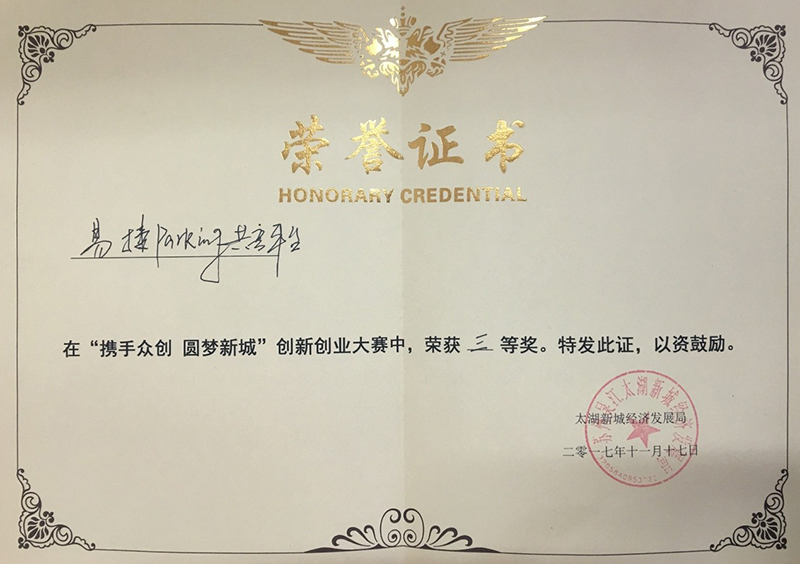 荣誉证书
HONORARY CREDENTIAL
易捷
在“携手众创 圆梦新城”创新创业大赛中，荣获 三 等奖。特发此证，以资鼓励。
太湖新城经济发展局
二零一七年十一月十七日